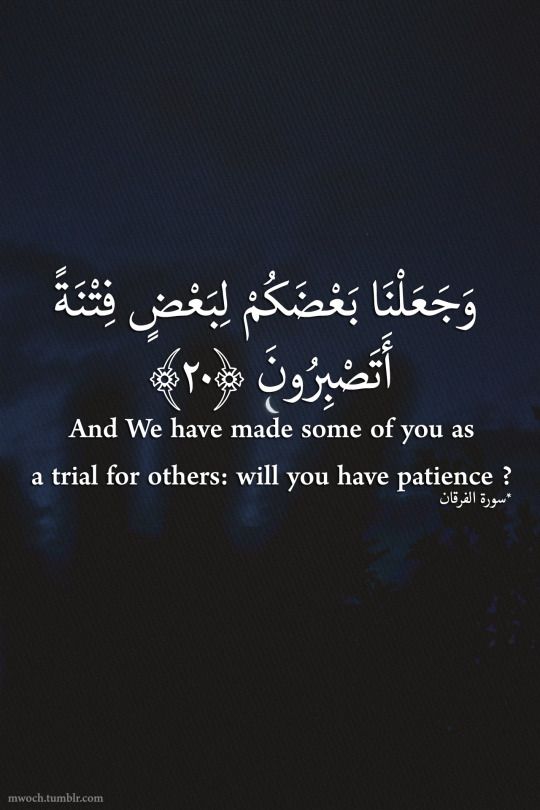 وَجَعَلْنَا بَعْضَكُمْ لِبَعْضٍ فِتْنَةً
أَتَصْبِرُونَ ﴿٢٠﴾
And We have made some of you as
a trial for others: will you have patience ?
*سورة الفرقان
mwoch.tumblr.com